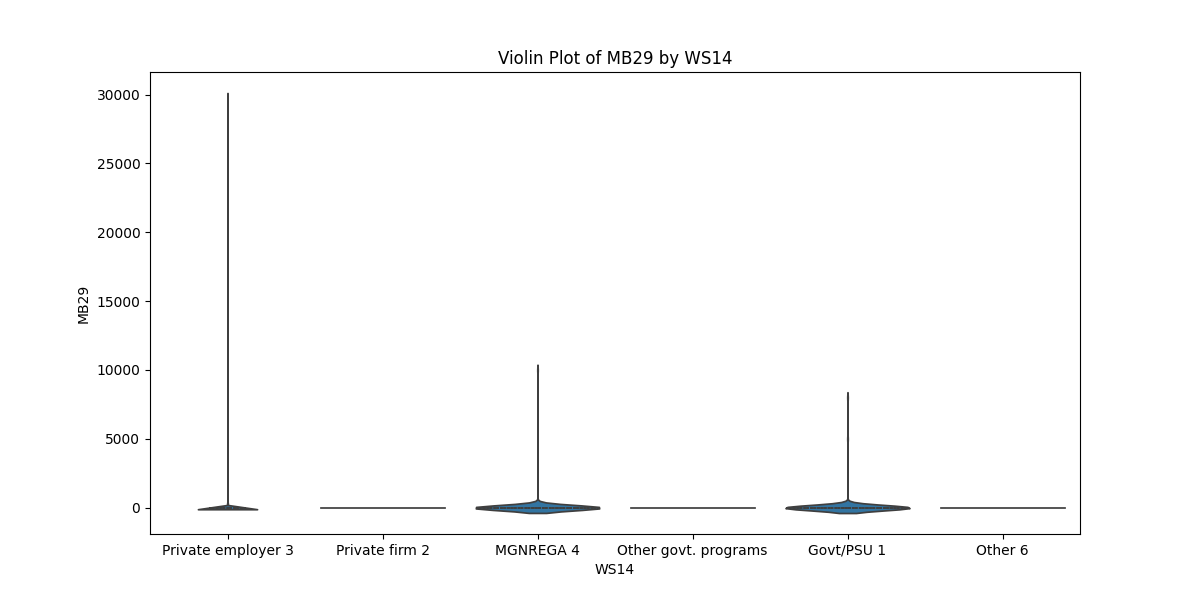 Violin Plot of MB29 by WS14
30000
25000
20000
15000
10000
5000
0
MB29
Private employer 3
Private firm 2
MGNREGA 4
Other govt. programs
Govt/PSU 1
Other 6
WS14